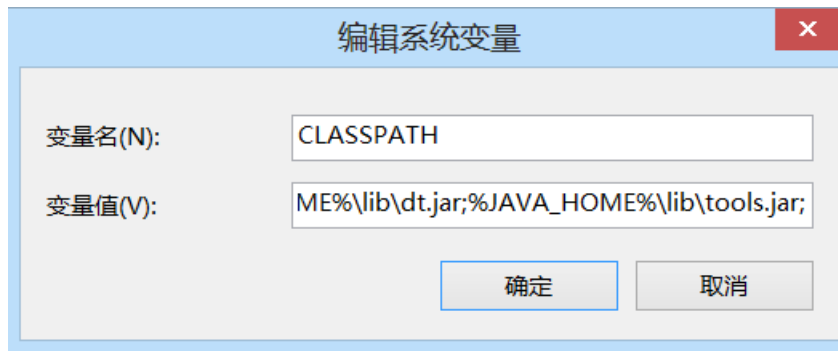 编辑系统变量
变量名(N):
CLASSPATH
变量值(V):
ME%\lib\dt.jar;%JAVA_HOME%\lib\tools.jar;
确定
取消